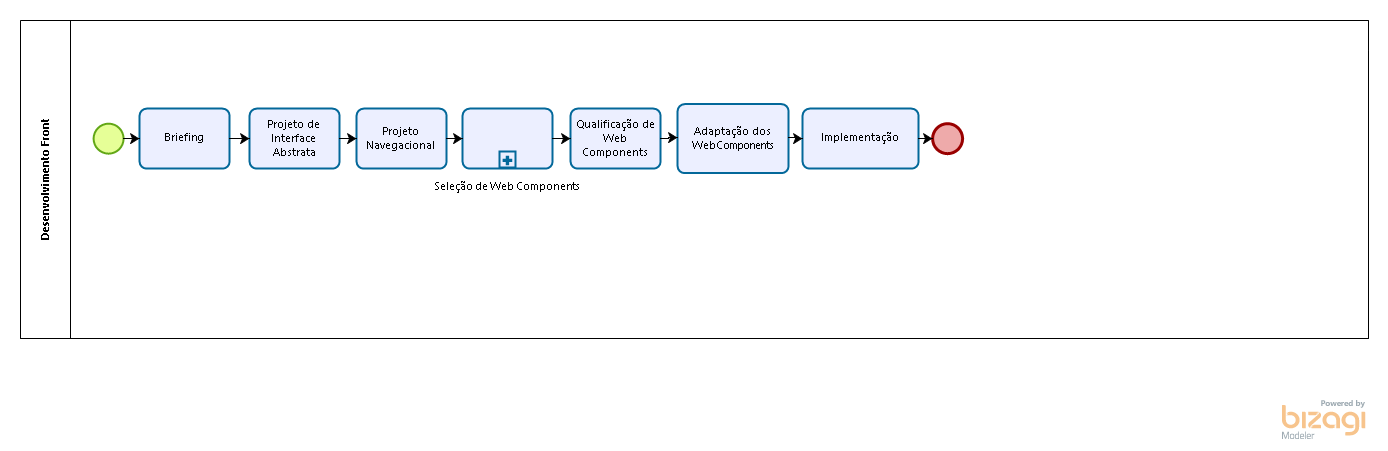 Desenvolvimento Front
Briefing
Projeto de
Interface
Abstrata
Projeto
Navegacional
Seleção de Web Components
Qualificação de
Web
Components
Adaptação dos
WebComponents
Implementação
Powered by
bizagi
Modeler